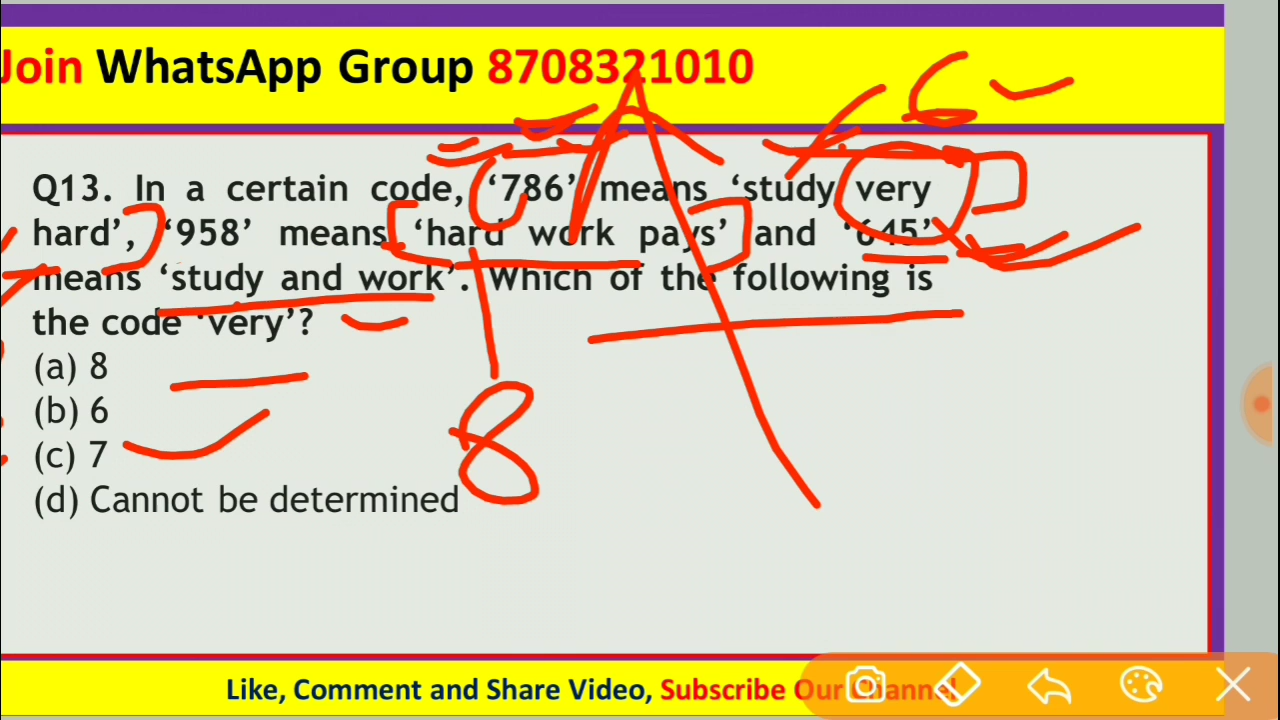 Join WhatsApp Group 8708321010
6
Q13. In a certain code, ‘786’ means ‘study very
hard’, ‘958’ means ‘hard work pays’ and ‘645’
means ‘study and work’. Which of the following is
the code ‘very’?
(a) 8
(b) 6
(c) 7
(d) Cannot be determined
8
Like, Comment and Share Video, Subscribe Our Channel